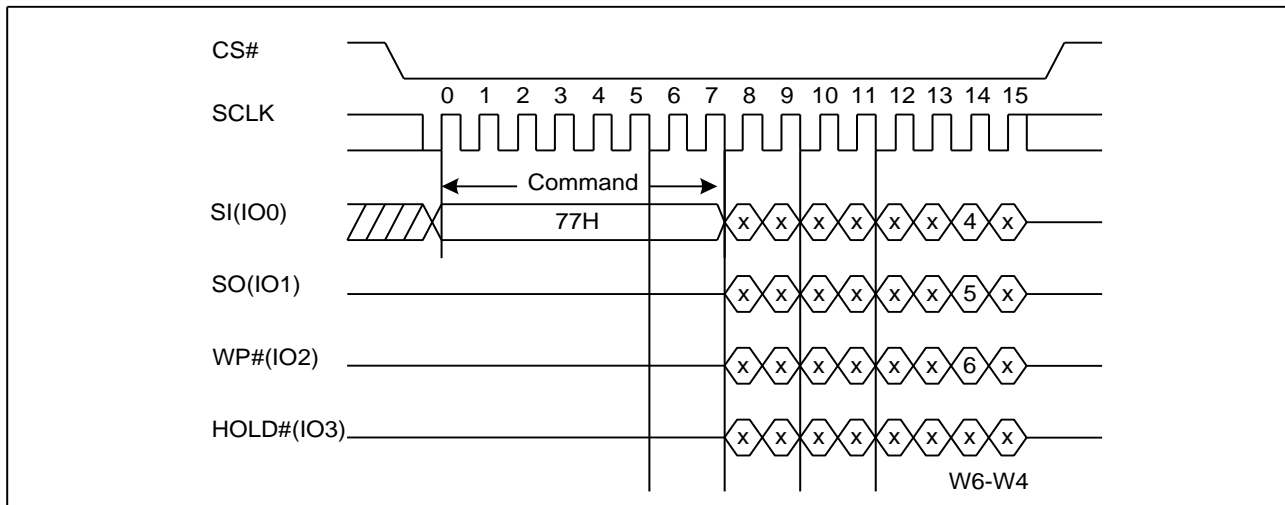 CS#
0 1 2 3 4 5 6 7 8 9 10 11 12 13 14 15
SCLK
Command
SI(IO0) 77H x x x x x x 4 x
SO(IO1) x x x x x x 5 x
WP#(IO2) x x x x x x 6 x
HOLD#(IO3) x x x x x x x x
W6-W4